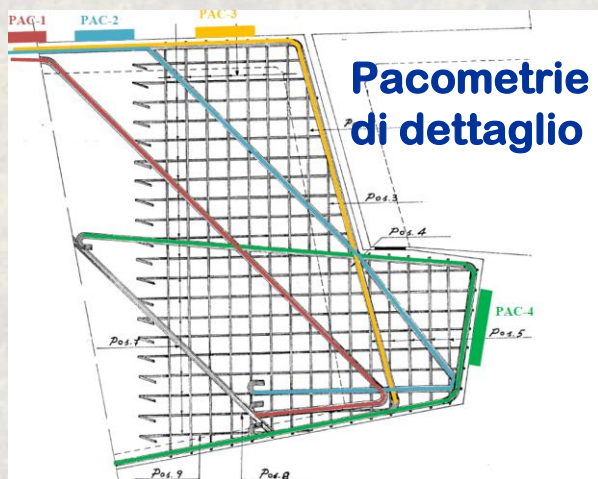 PAC-1
PAC-2
PAC-3
Pacometrie
di dettaglio
Pos.3
Pos.4
PAC-4
Pos.5
Pos.7
Pos.9
Pos.8